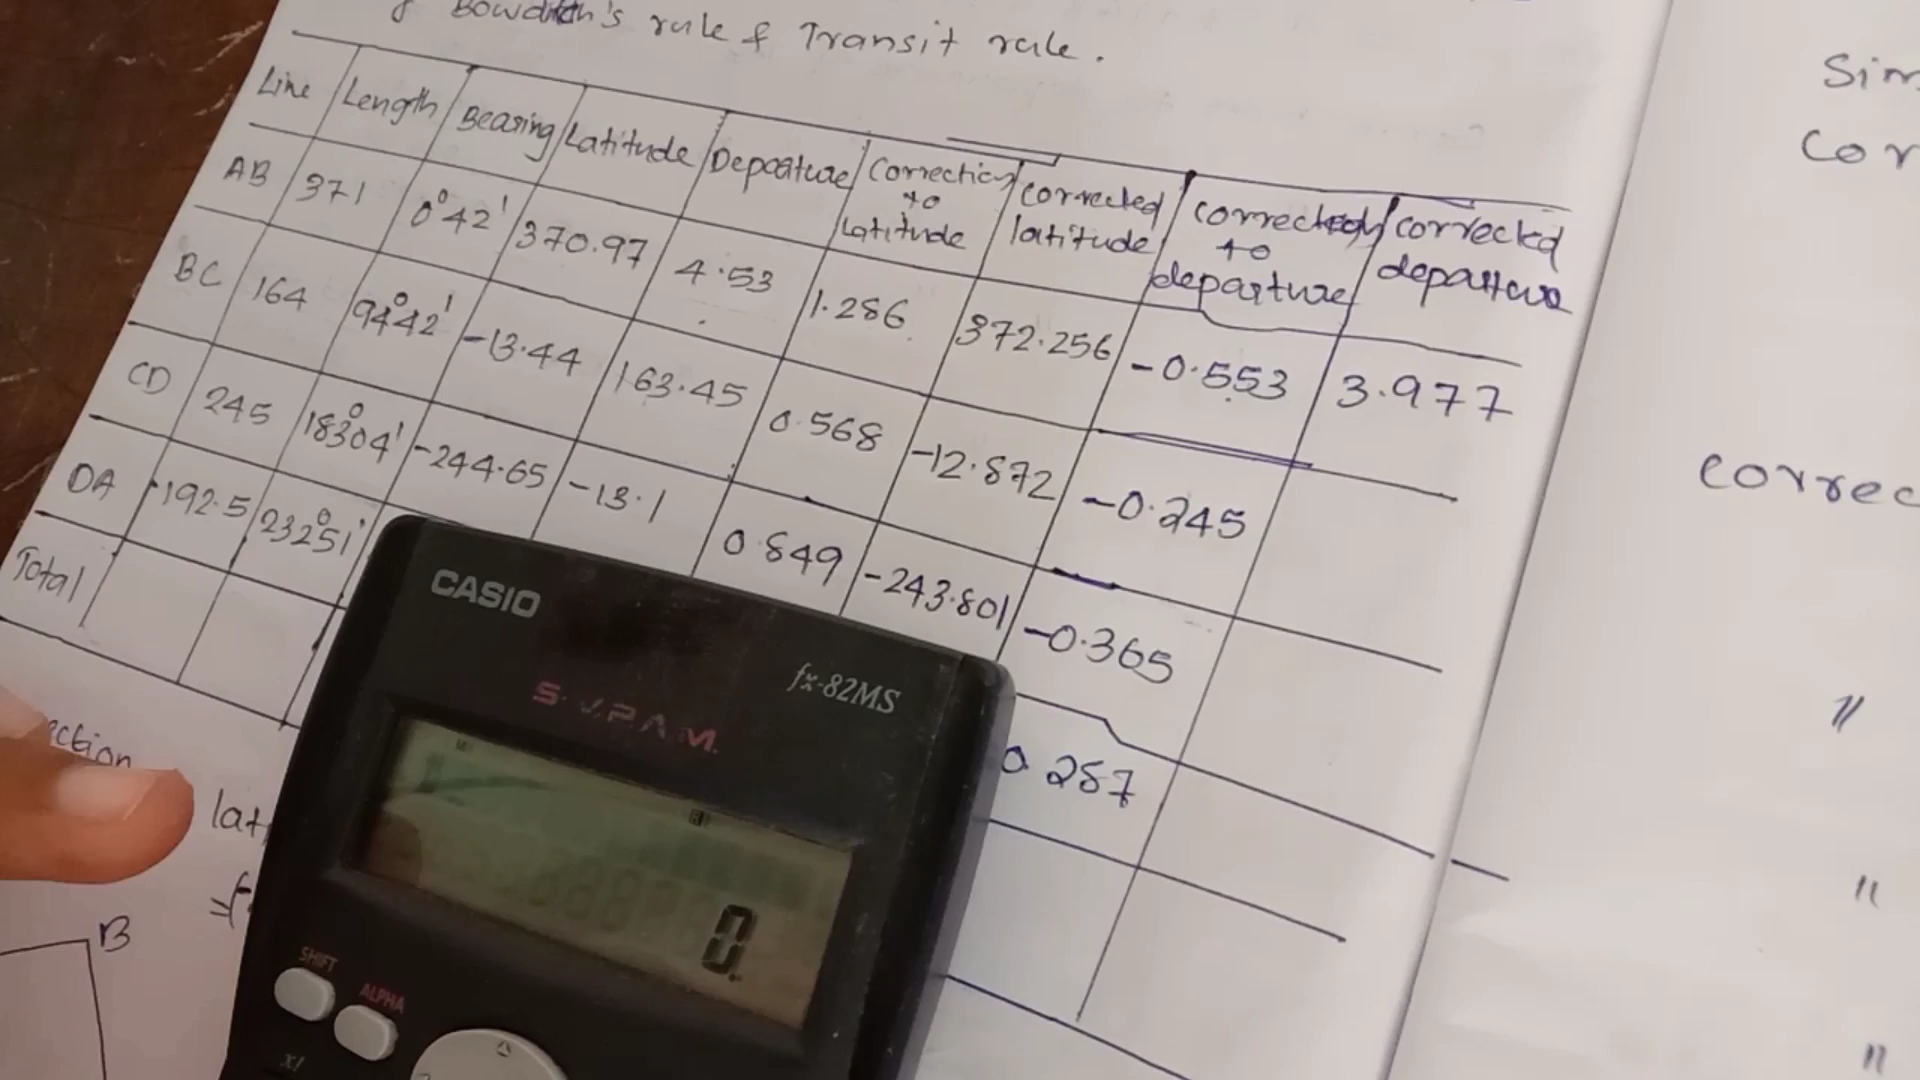 Bowditch's rule & Transit rule.
Line Length Bearing Latitude Departure Correction to Latitude corrected latitude corrected to departure corrected departure
AB 371 0°42' 370.97 4.53 1.286 372.256 -0.553 3.977
BC 164 94°42' -13.44 163.45 0.568 -12.872 -0.245
CD 245 183°04' -244.65 -13.1 0.849 -243.801 -0.365
DA 192.5 232°51' 0.287
Total
ection
lat
B
CASIO
fx-82MS
S-V.P.A.M.
0.
SHIFT
ALPHA
x!
Sim
Cor
correc
"
"
"